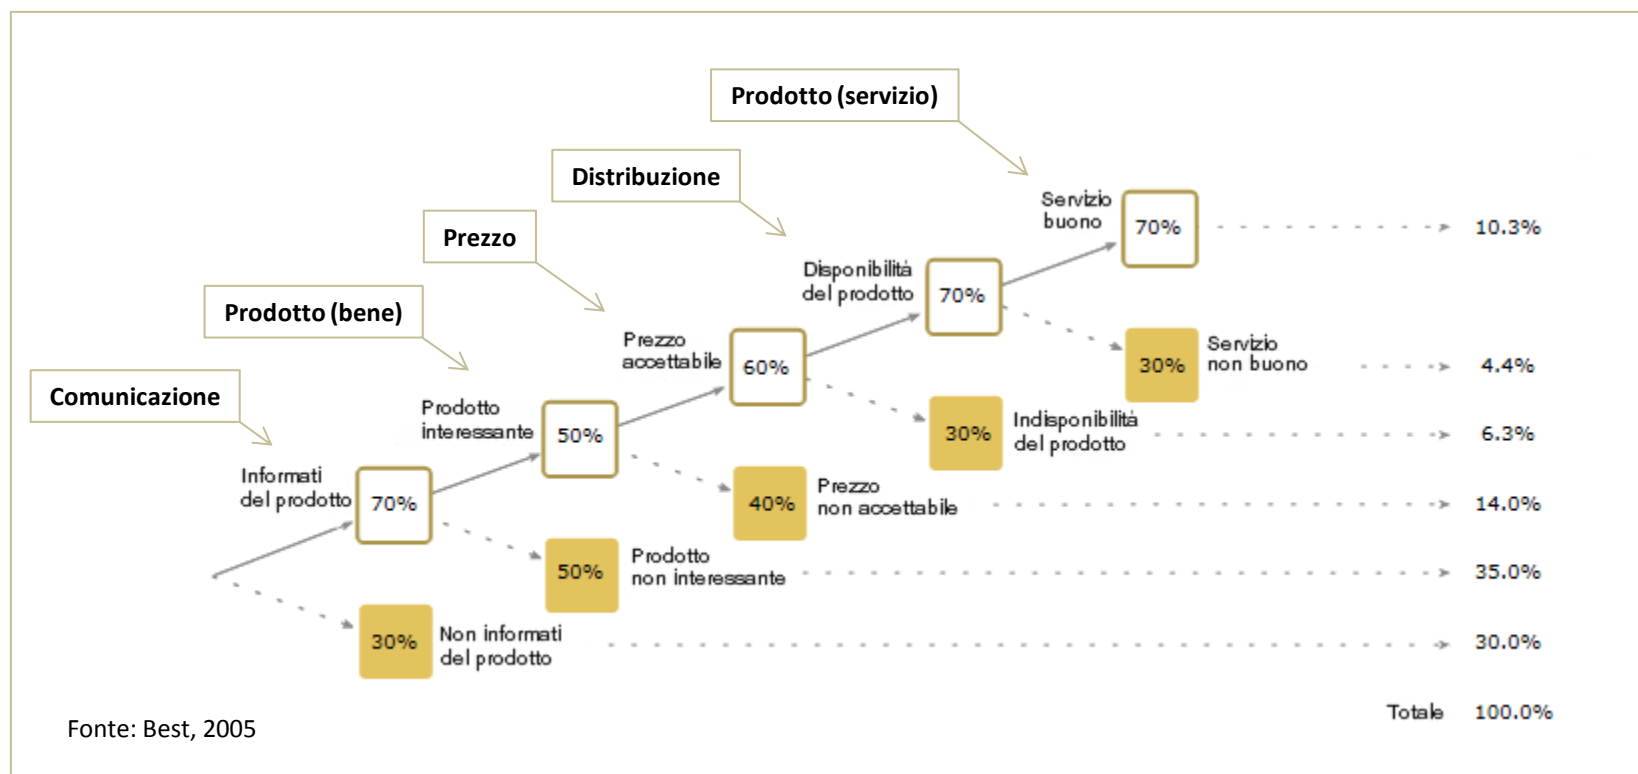 Prodotto (servizio)
Distribuzione
Servizio
buono
70%
10.3%
Prezzo
Disponibilità
del prodotto
70%
Prodotto (bene)
Prezzo
accettabile
60%
30%
Servizio
non buono
4.4%
Comunicazione
Prodotto
interessante
50%
30%
Indisponibilità
del prodotto
6.3%
Informati
del prodotto
70%
40%
Prezzo
non accettabile
14.0%
50%
Prodotto
non interessante
35.0%
30%
Non informati
del prodotto
30.0%
Totale 100.0%
Fonte: Best, 2005